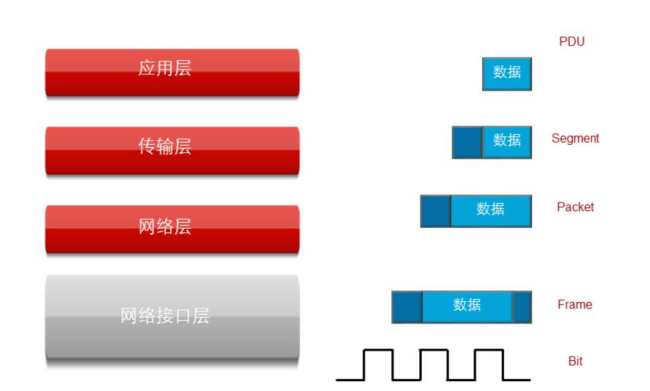 PDU
应用层
数据
传输层
数据
Segment
网络层
数据
Packet
网络接口层
数据
Frame
Bit